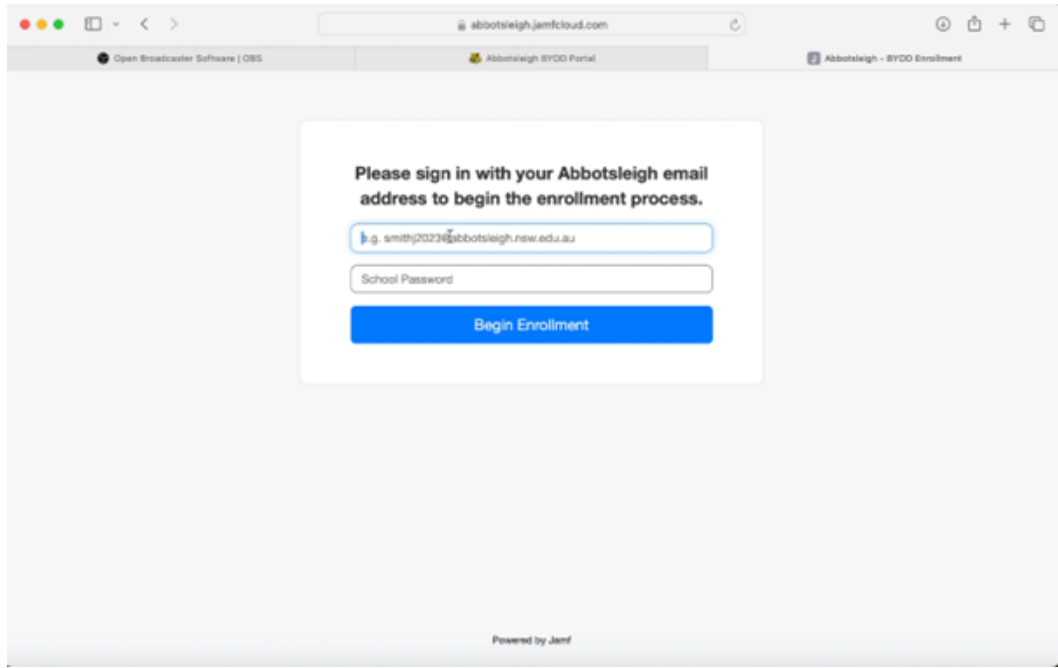 abbotsleigh.jamfcloud.com
Open Broadcaster Software | OBS
Abbotsleigh BYOD Portal
Abbotsleigh - BYOD Enrollment
Please sign in with your Abbotsleigh email
address to begin the enrollment process.
e.g. smithj2023@abbotsleigh.nsw.edu.au
School Password
Begin Enrollment
Powered by Jamf